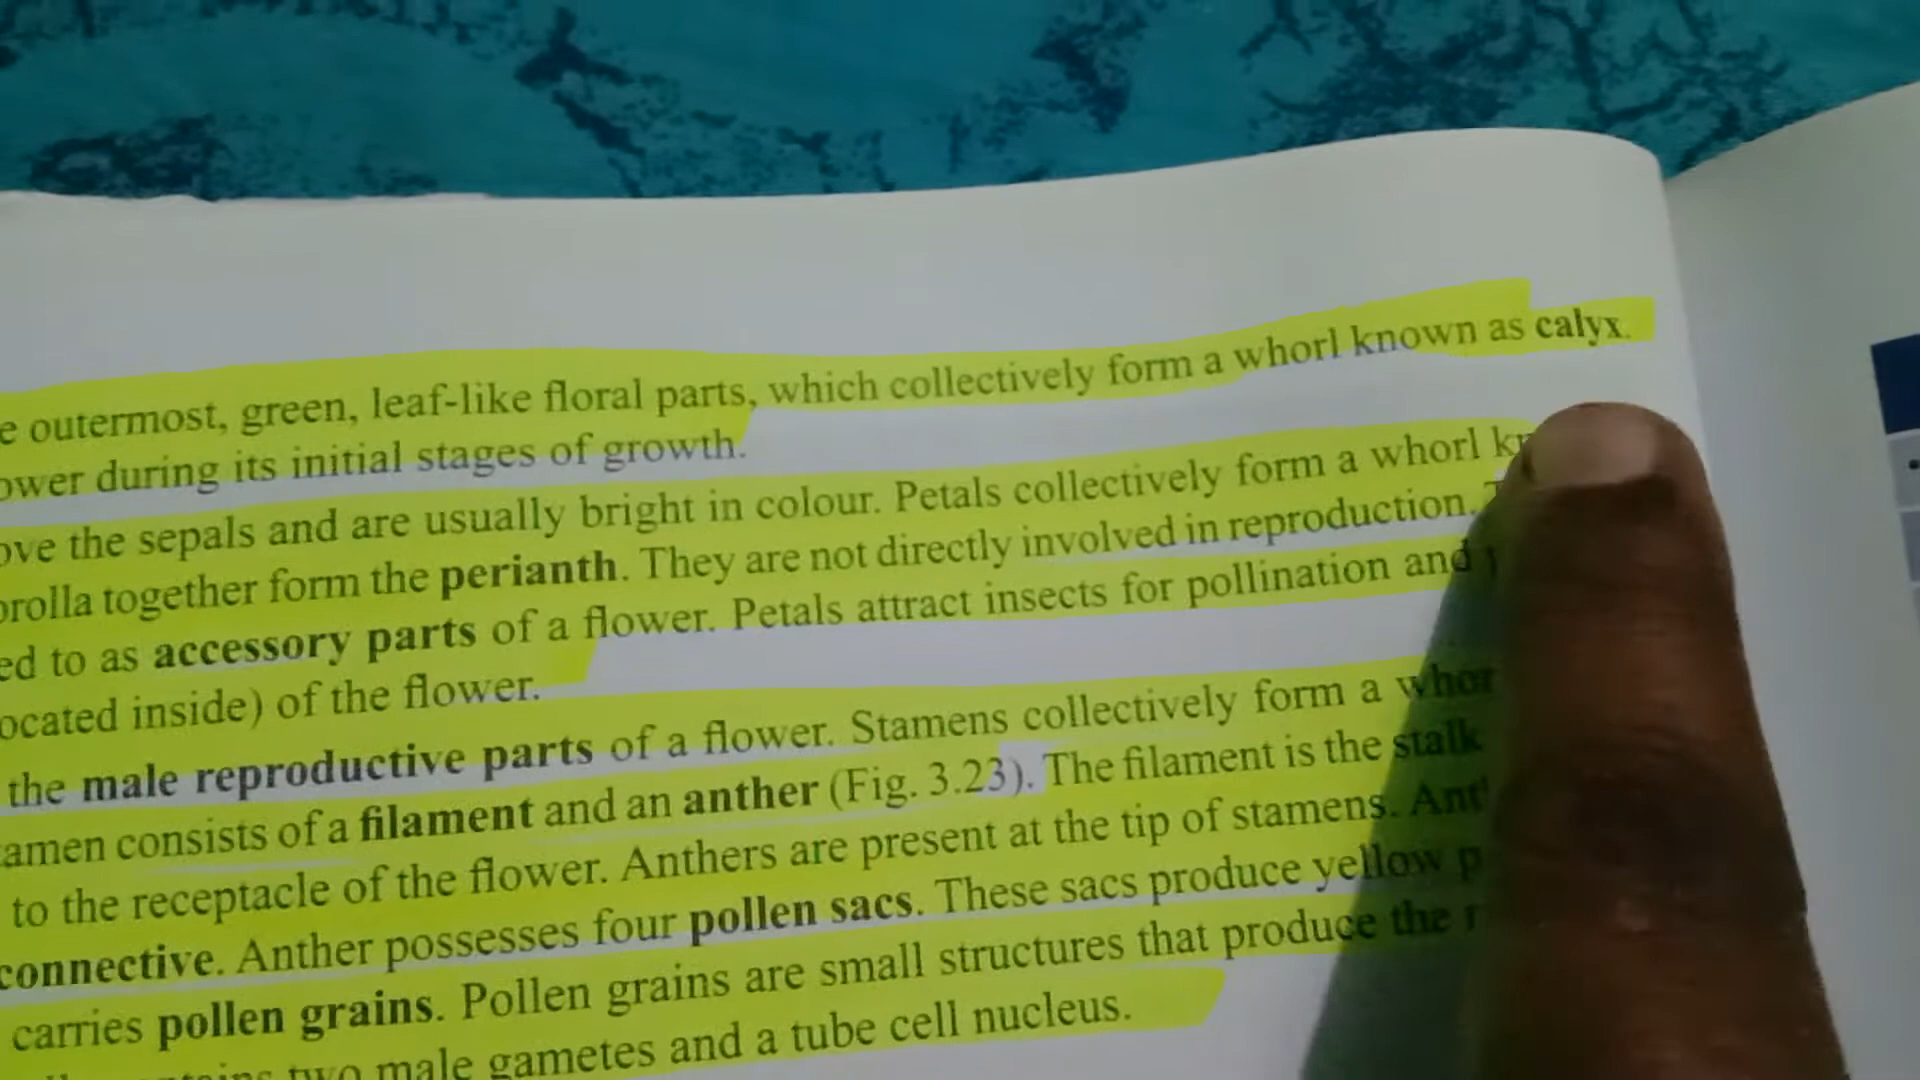 outermost, green, leaf-like floral parts, which collectively form a whorl known as calyx.
during its initial stages of growth.
the sepals and are usually bright in colour. Petals collectively form a whorl
together form the perianth. They are not directly involved in reproduction.
to as accessory parts of a flower. Petals attract insects for pollination and
inside) of the flower.
the male reproductive parts of a flower. Stamens collectively form a
consists of a filament and an anther (Fig. 3.23). The filament is the stalk
to the receptacle of the flower. Anthers are present at the tip of stamens.
connective. Anther possesses four pollen sacs. These sacs produce yellow
carries pollen grains. Pollen grains are small structures that produce the
two male gametes and a tube cell nucleus.